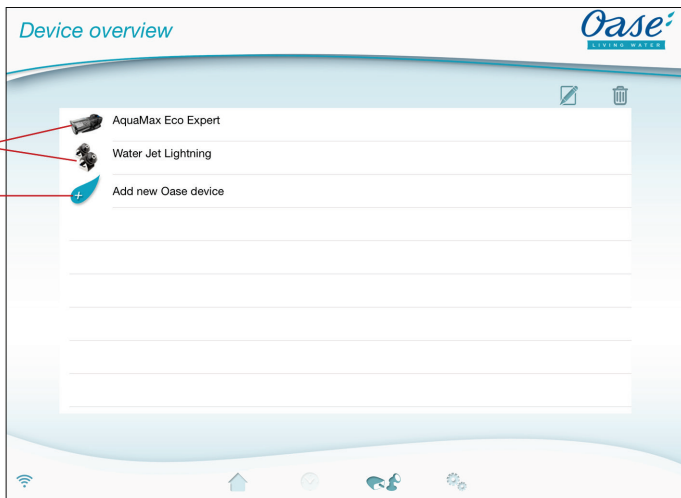 Device overview
Oase
LIVING WATER
AquaMax Eco Expert
Water Jet Lightning
Add new Oase device